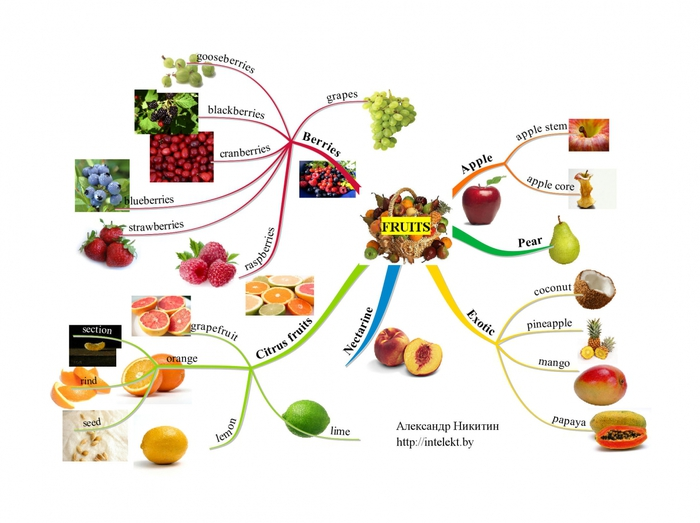 gooseberries
grapes
blackberries
Berries
cranberries
blueberries
strawberries
raspberries
FRUITS
Apple
apple stem
apple core
Pear
coconut
Exotic
pineapple
mango
papaya
Nectarine
Citrus fruits
grapefruit
section
orange
rind
seed
lemon
lime
Александр Никитин
http://intelekt.by